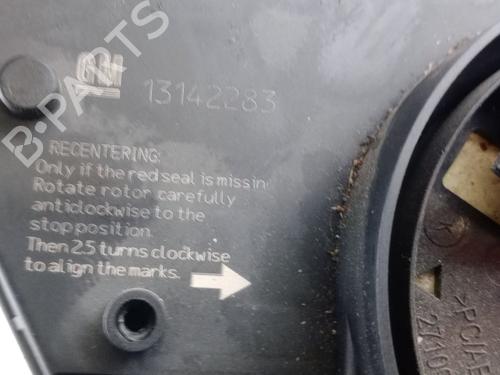 GM
13142283
RECENTERING:
Only if the red seal is missin
Rotate rotor carefully
anticlockwise to the
stop position.
Then 2.5 turns clockwise
to align the marks.
B-PARTS